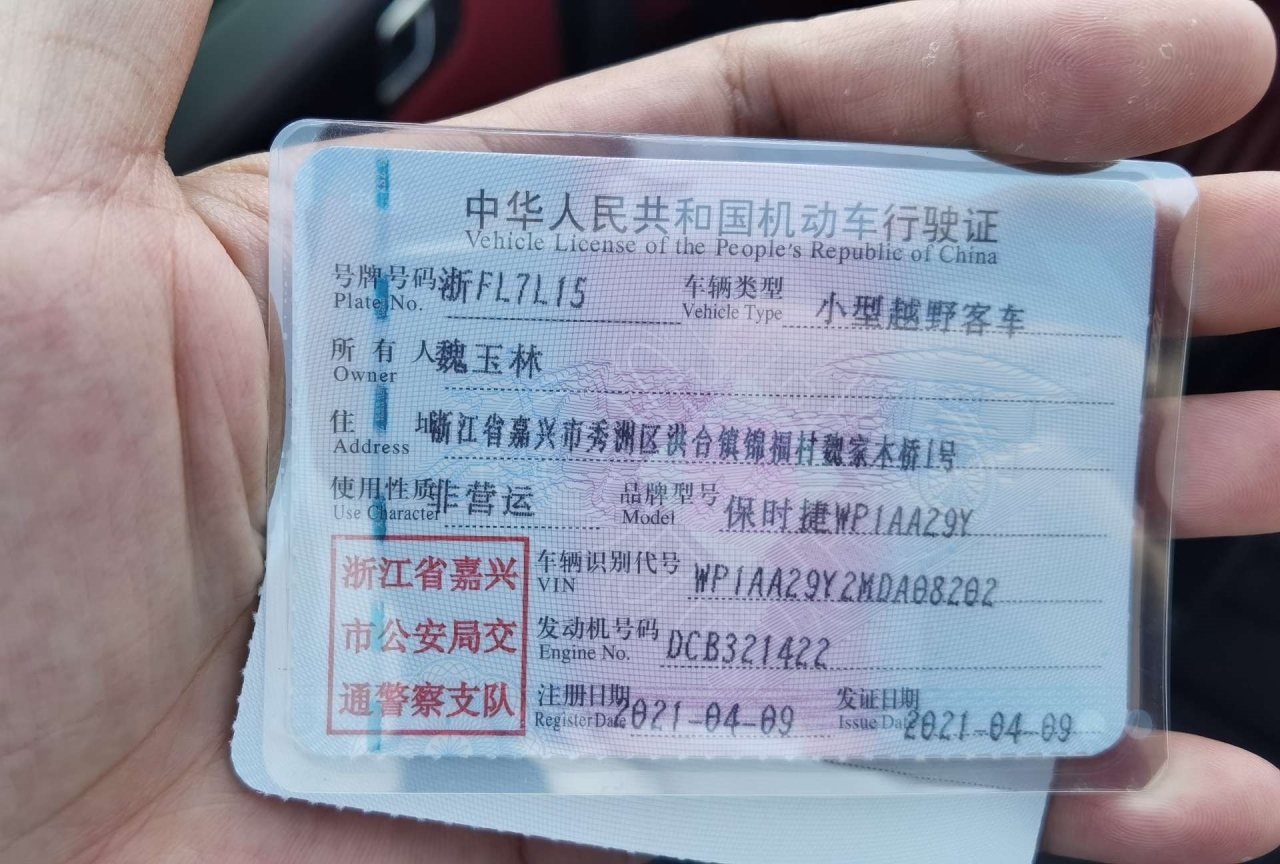 中华人民共和国机动车行驶证
Vehicle License of the People's Republic of China
号牌号码 浙FL7L15 车辆类型 小型越野客车
Plate No. Vehicle Type
所有人 魏玉林
Owner
住址 浙江省嘉兴市秀洲区洪合镇锦福村魏家木桥1号
Address
使用性质 非营运 品牌型号 保时捷WP1AA29Y
Use Character Model
浙江省嘉兴
市公安局交
通警察支队
车辆识别代号 WP1AA29Y2MDA08202
VIN
发动机号码 DCB321422
Engine No.
注册日期 2021-04-09 发证日期 2021-04-09
Register Date Issue Date